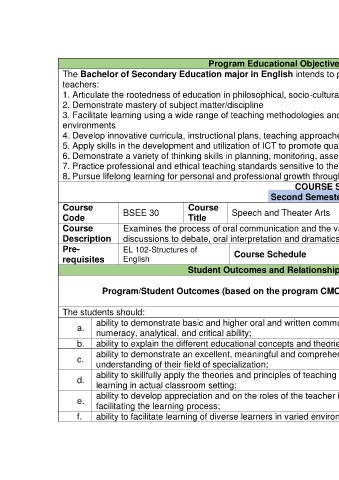 Program Educational Objective
The Bachelor of Secondary Education major in English intends to p
teachers:
1. Articulate the rootedness of education in philosophical, socio-cultura
2. Demonstrate mastery of subject matter/discipline
3. Facilitate learning using a wide range of teaching methodologies and
environments
4. Develop innovative curricula, instructional plans, teaching approache
5. Apply skills in the development and utilization of ICT to promote qua
6. Demonstrate a variety of thinking skills in planning, monitoring, asse
7. Practice professional and ethical teaching standards sensitive to the
8. Pursue lifelong learning for personal and professional growth throug
COURSE S
Second Semeste
Course Code BSEE 30 Course Title Speech and Theater Arts
Course Description Examines the process of oral communication and the va
discussions to debate, oral interpretation and dramatics
Pre-requisites EL 102-Structures of English Course Schedule
Student Outcomes and Relationship
Program/Student Outcomes (based on the program CMO
The students should:
a. ability to demonstrate basic and higher oral and written commu
numeracy, analytical, and critical ability;
b. ability to explain the different educational concepts and theorie
c. ability to demonstrate an excellent, meaningful and comprehen
understanding of their field of specialization;
d. ability to skillfully apply the theories and principles of teaching
learning in actual classroom setting;
e. ability to develop appreciation and on the roles of the teacher i
facilitating the learning process;
f. ability to facilitate learning of diverse learners in varied environ